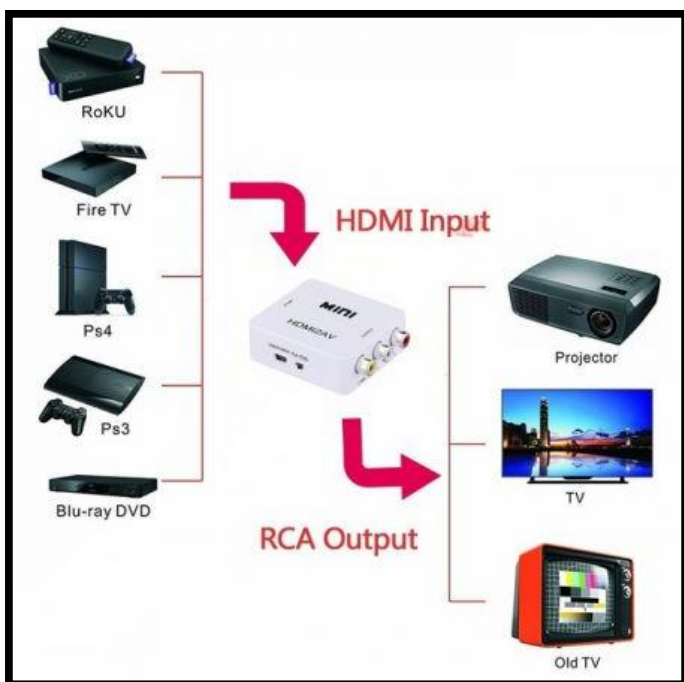 RoKU
Fire TV
Ps4
Ps3
Blu-ray DVD
HDMI Input
MINI
HDMI2AV
RCA Output
Projector
TV
Old TV